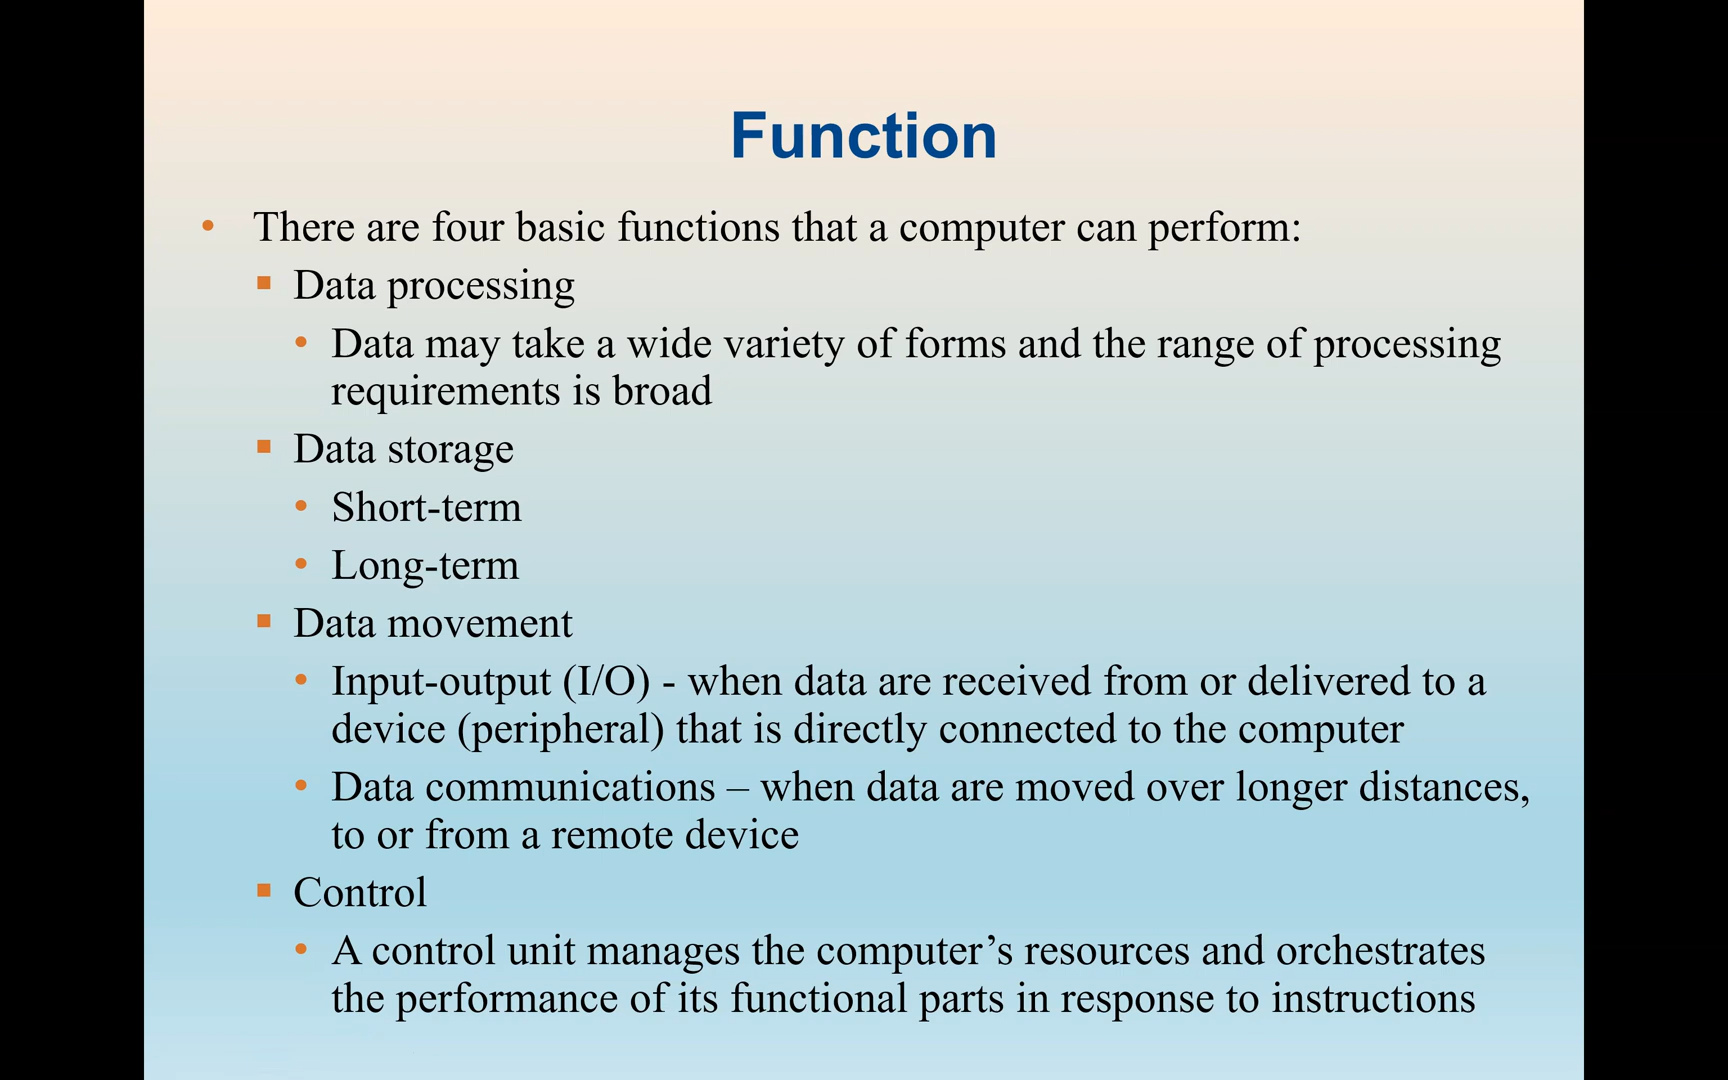 Function
• There are four basic functions that a computer can perform:
▪ Data processing
• Data may take a wide variety of forms and the range of processing
requirements is broad
▪ Data storage
• Short-term
• Long-term
▪ Data movement
• Input-output (I/O) - when data are received from or delivered to a
device (peripheral) that is directly connected to the computer
• Data communications – when data are moved over longer distances,
to or from a remote device
▪ Control
• A control unit manages the computer’s resources and orchestrates
the performance of its functional parts in response to instructions